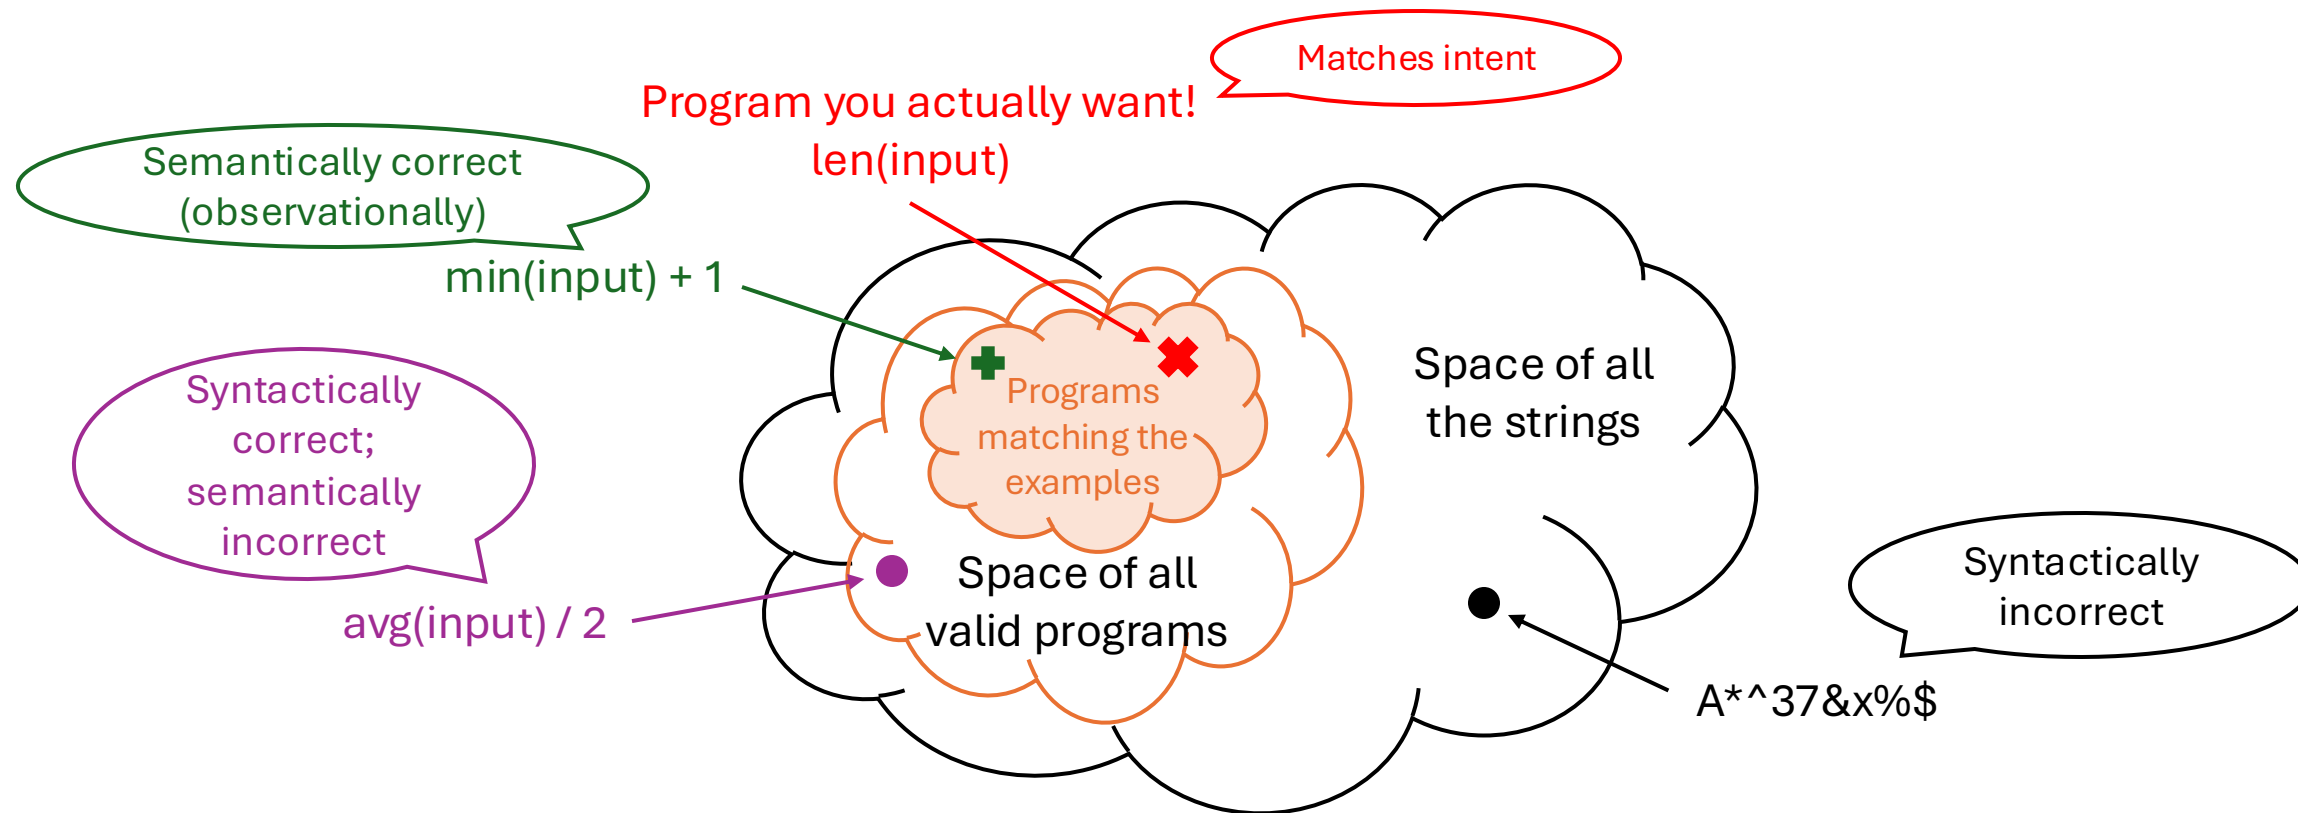 Matches intent
Program you actually want!
len(input)
Semantically correct
(observationally)
min(input) + 1
Syntactically
correct;
semantically
incorrect
avg(input) / 2
Programs
matching the
examples
Space of all
the strings
Space of all
valid programs
Syntactically
incorrect
A*^37&x%$